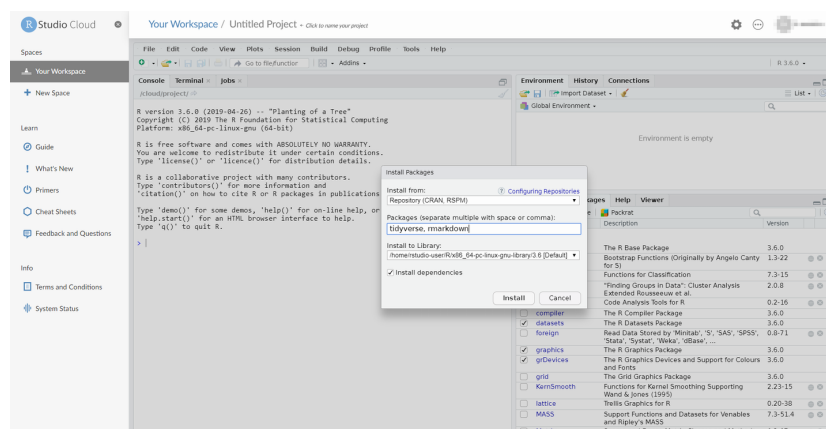 R Studio Cloud
Your Workspace / Untitled Project - Click to name your project
Spaces
Your Workspace
New Space
Learn
Guide
What's New
Primers
Cheat Sheets
Feedback and Questions
Info
Terms and Conditions
System Status
File Edit Code View Plots Session Build Debug Profile Tools Help
Go to file/function
Addins
R 3.6.0
Console Terminal × Jobs ×
/cloud/project/
R version 3.6.0 (2019-04-26) -- "Planting of a Tree"
Copyright (C) 2019 The R Foundation for Statistical Computing
Platform: x86_64-pc-linux-gnu (64-bit)
R is free software and comes with ABSOLUTELY NO WARRANTY.
You are welcome to redistribute it under certain conditions.
Type 'license()' or 'licence()' for distribution details.
R is a collaborative project with many contributors.
Type 'contributors()' for more information and
'citation()' on how to cite R or R packages in publications
Type 'demo()' for some demos, 'help()' for on-line help, or
'help.start()' for an HTML browser interface to help.
Type 'q()' to quit R.
>
Install Packages
Install from:
? Configuring Repositories
Repository (CRAN, RSPM)
Packages (separate multiple with space or comma):
tidyverse, rmarkdown
Install to Library:
/home/rstudio-user/R/x86_64-pc-linux-gnu-library/3.6 [Default]
Install dependencies
Install Cancel
Environment History Connections
Import Dataset
List
Global Environment
Environment is empty
ages Help Viewer
Packrat
Description Version
The R Base Package 3.6.0
Bootstrap Functions (Originally by Angelo Canty for S) 1.3-22
Functions for Classification 7.3-15
"Finding Groups in Data": Cluster Analysis Extended Rousseeuw et al. 2.0.8
Code Analysis Tools for R 0.2-16
compiler The R Compiler Package 3.6.0
datasets The R Datasets Package 3.6.0
foreign Read Data Stored by 'Minitab', 'S', 'SAS', 'SPSS', 'Stata', 'Systat', 'Weka', 'dBase', ... 0.8-71
graphics The R Graphics Package 3.6.0
grDevices The R Graphics Devices and Support for Colours and Fonts 3.6.0
grid The Grid Graphics Package 3.6.0
KernSmooth Functions for Kernel Smoothing Supporting Wand & Jones (1995) 2.23-15
lattice Trellis Graphics for R 0.20-38
MASS Support Functions and Datasets for Venables and Ripley's MASS 7.3-51.4